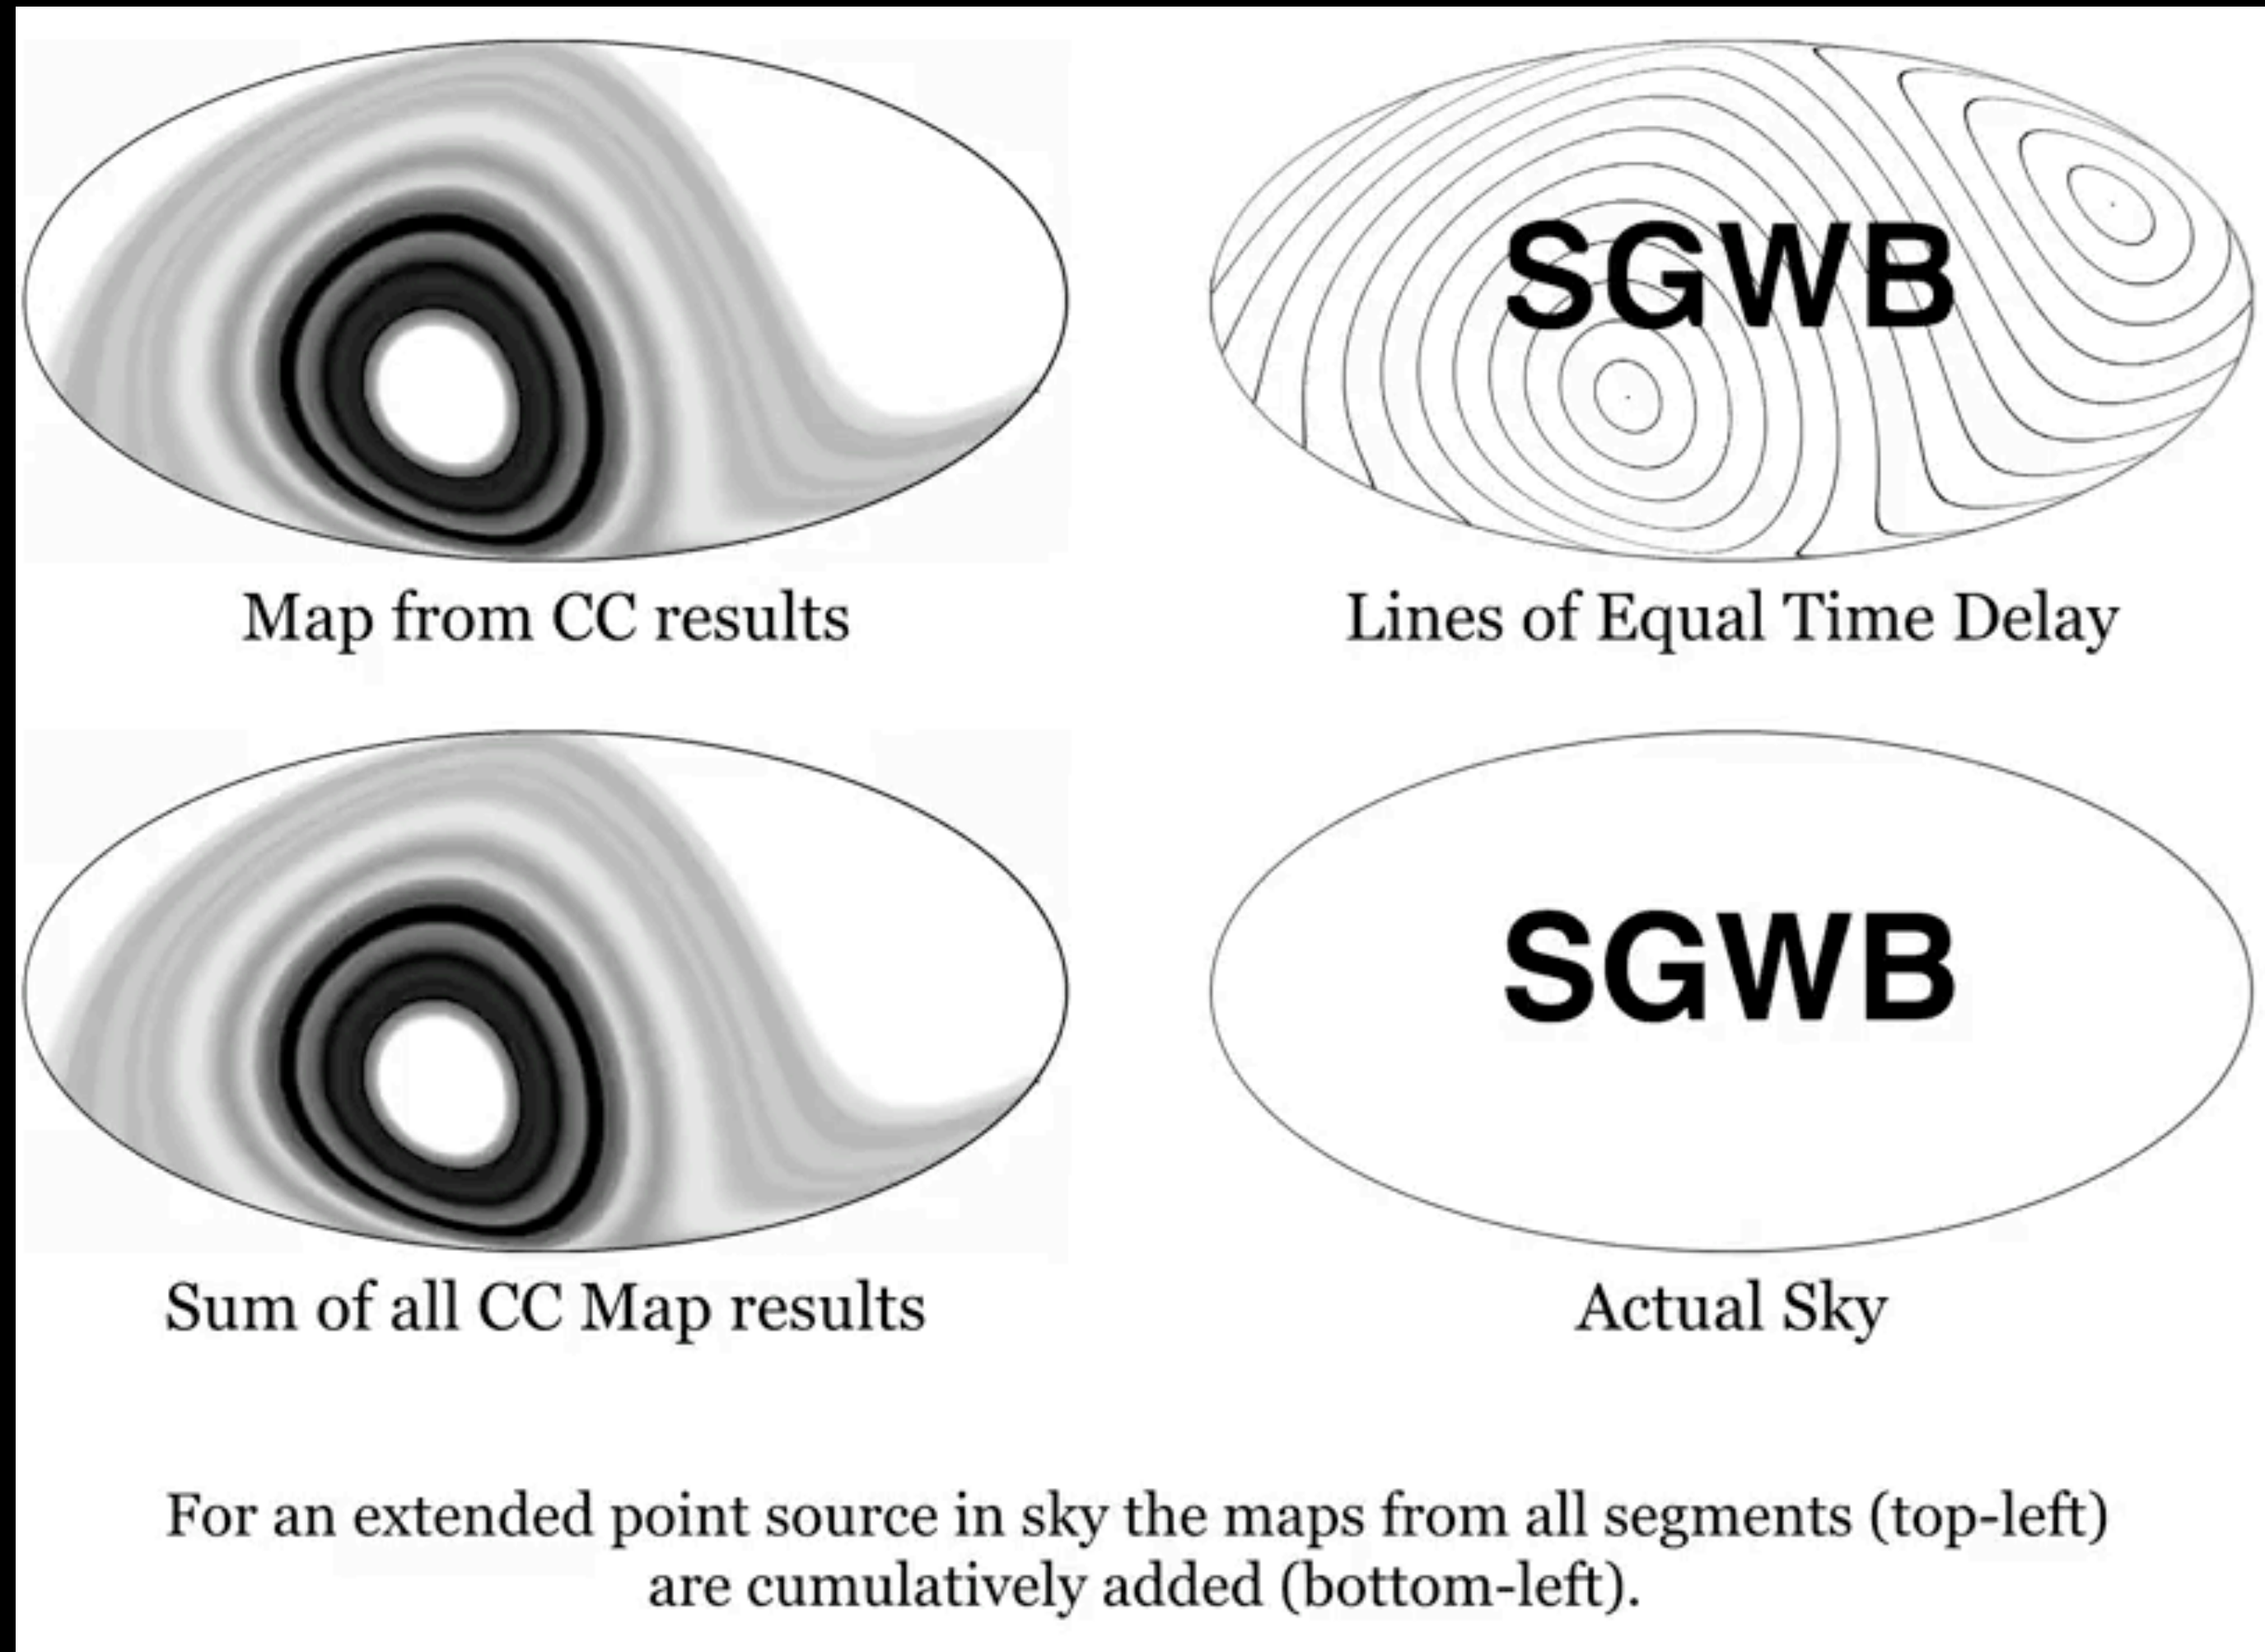 SGWB
Map from CC results
Lines of Equal Time Delay
SGWB
Sum of all CC Map results
Actual Sky
For an extended point source in sky the maps from all segments (top-left)
are cumulatively added (bottom-left).